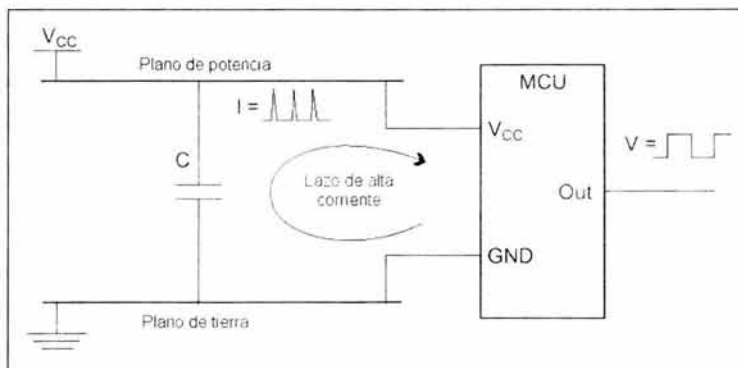 VCC
Plano de potencia
I =
MCU
VCC
V =
C
Lazo de alta
corriente
Out
GND
Plano de tierra